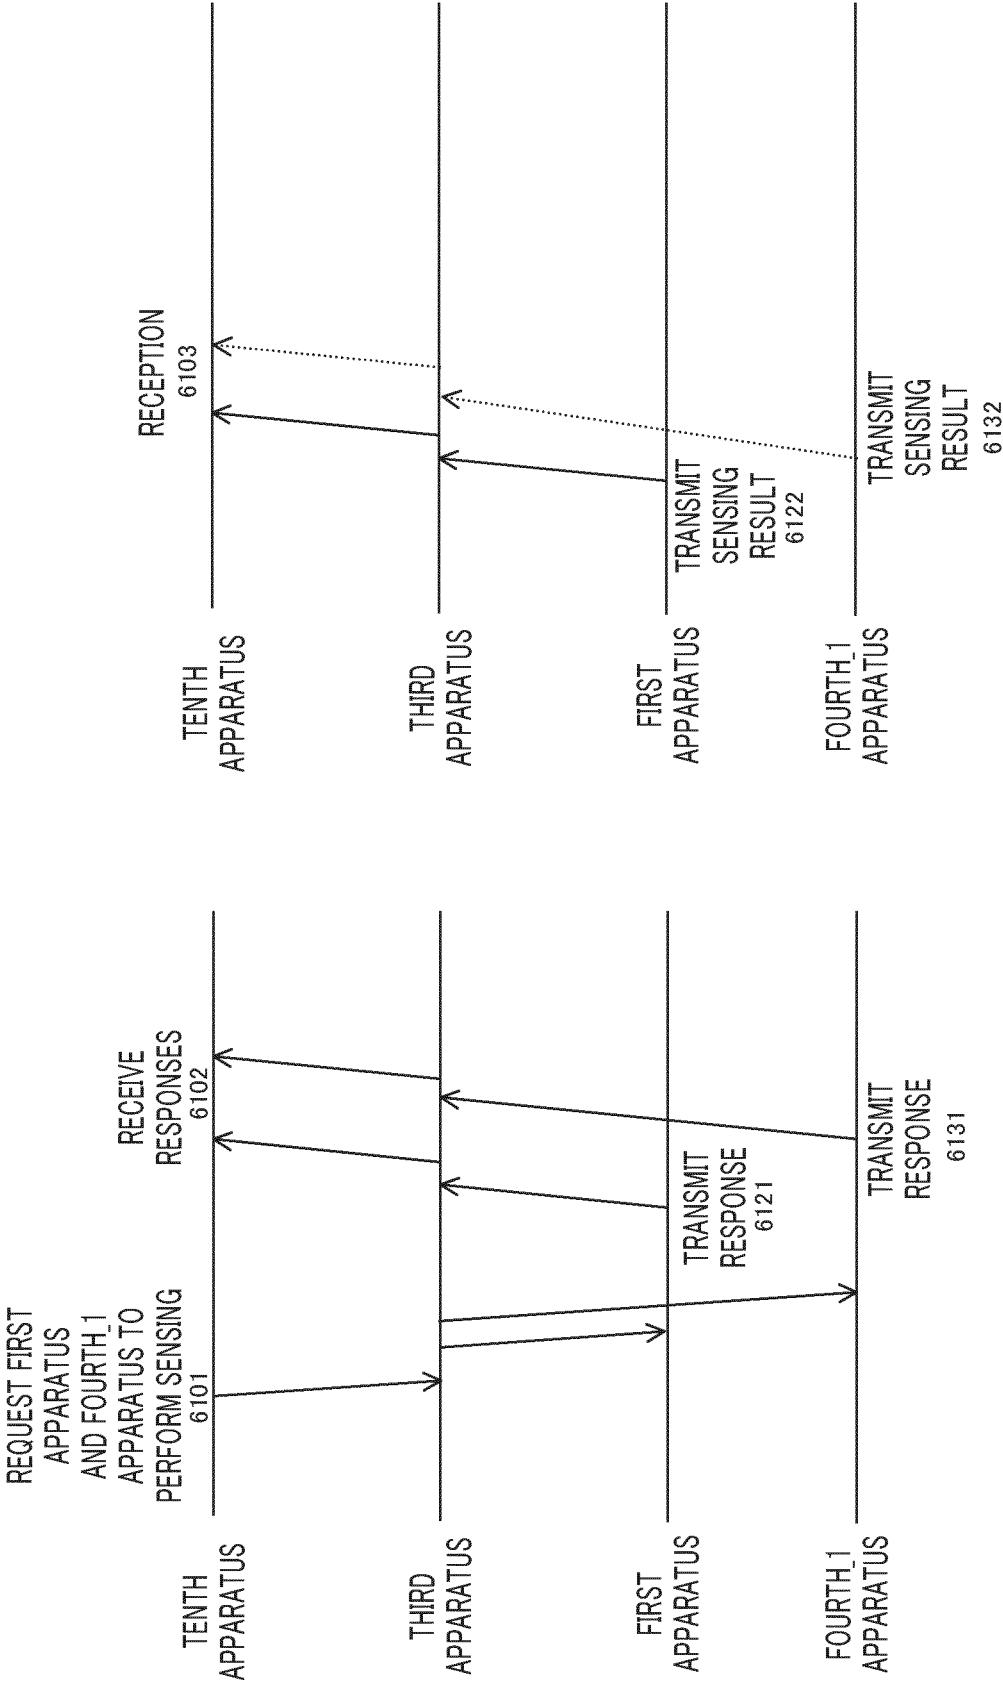 REQUEST FIRST
APPARATUS
AND FOURTH_1
APPARATUS TO
PERFORM SENSING
6101
RECEIVE
RESPONSES
6102
TENTH
APPARATUS
THIRD
APPARATUS
TRANSMIT
RESPONSE
6121
FIRST
APPARATUS
TRANSMIT
RESPONSE
6131
FOURTH_1
APPARATUS
RECEPTION
6103
TENTH
APPARATUS
THIRD
APPARATUS
TRANSMIT
SENSING
RESULT
6122
FIRST
APPARATUS
TRANSMIT
SENSING
RESULT
6132
FOURTH_1
APPARATUS